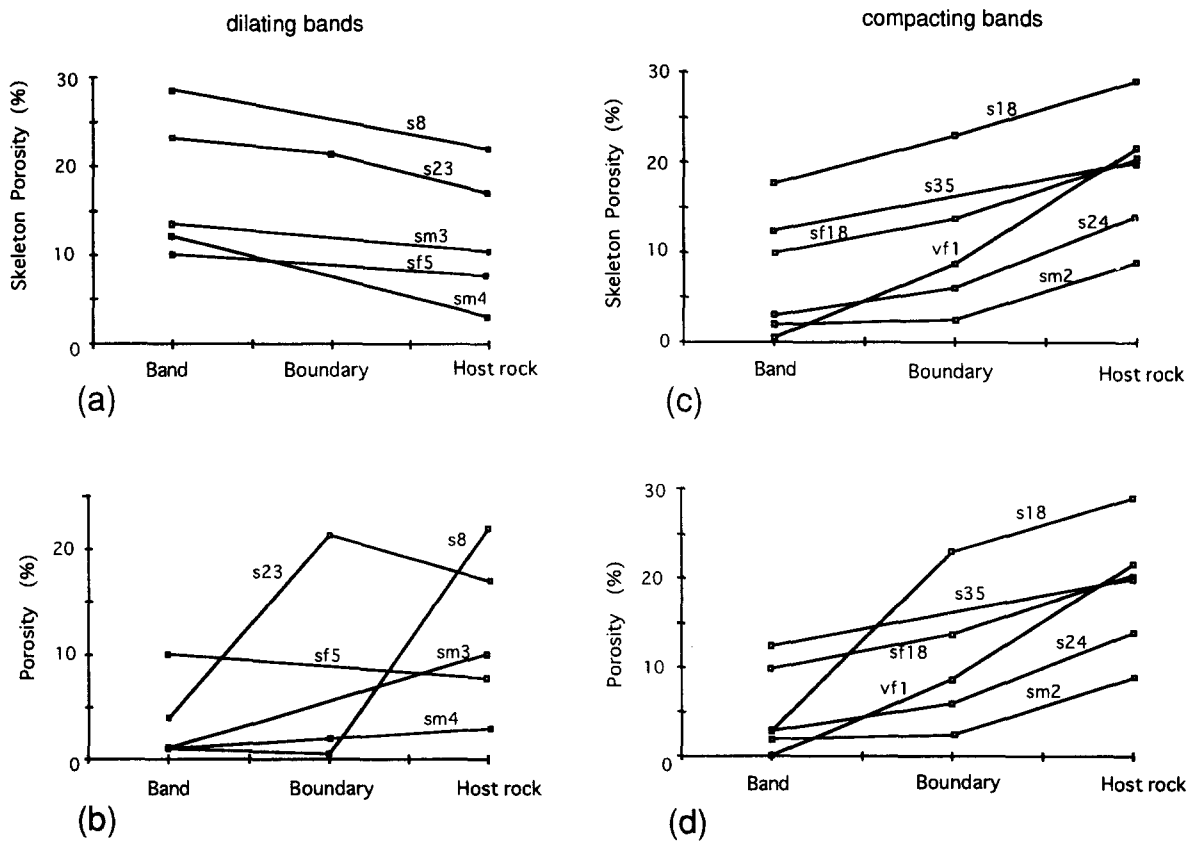 dilating bands
Skeleton Porosity (%)
30
20
10
0
s8
s23
sm3
sf5
sm4
Band
Boundary
Host rock
(a)
compacting bands
Skeleton Porosity (%)
30
20
10
0
s18
s35
sf18
vf1
s24
sm2
Band
Boundary
Host rock
(c)
Porosity (%)
20
10
0
s23
s8
sf5
sm3
sm4
Band
Boundary
Host rock
(b)
Porosity (%)
30
20
10
0
s18
s35
sf18
s24
vf1
sm2
Band
Boundary
Host rock
(d)